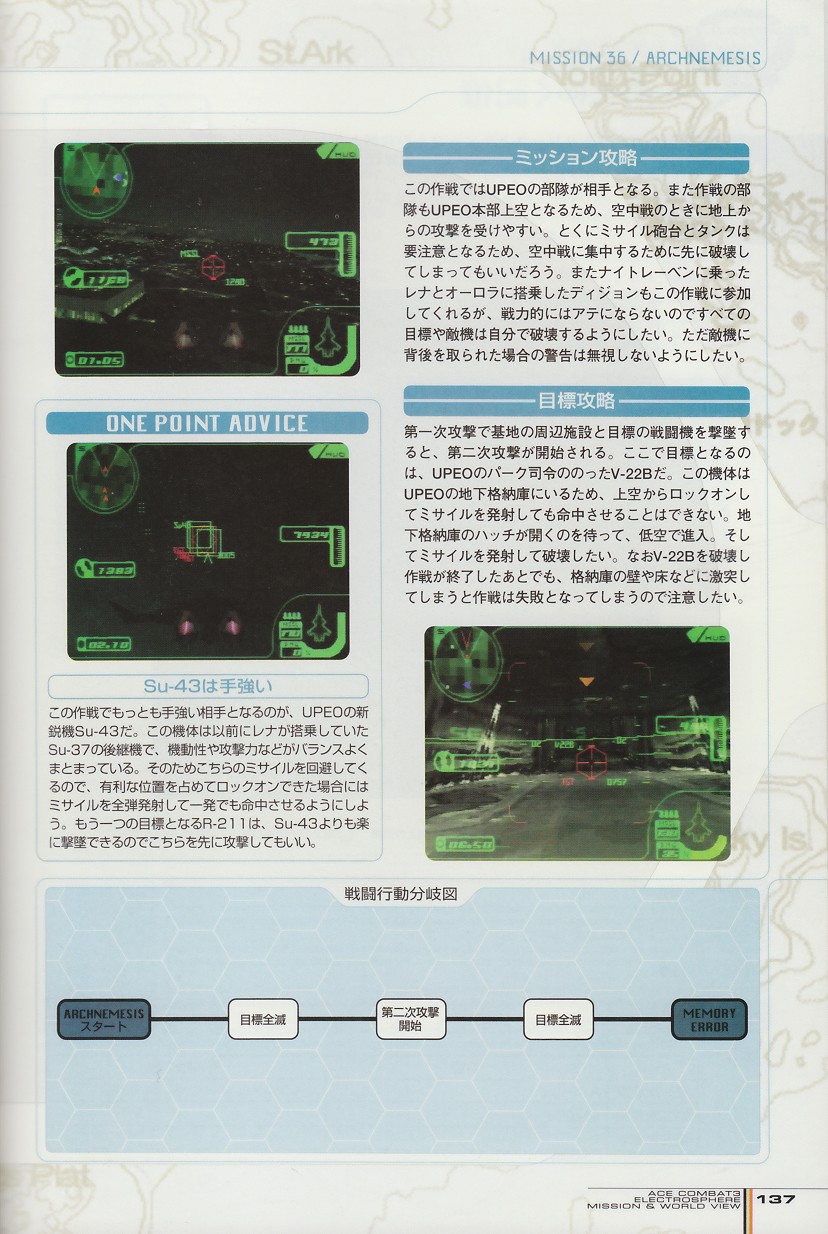 St.Ark
MISSION 36 / ARCHNEMESIS
ミッション攻略
この作戦ではUPEOの部隊が相手となる。また作戦の部
隊もUPEO本部上空となるため、空中戦のときに地上か
らの攻撃を受けやすい。とくにミサイル砲台とタンクは
要注意となるため、空中戦に集中するために先に破壊し
てしまってもいいだろう。またナイトレーベンに乗った
レナとオーロラに搭乗したディジョンもこの作戦に参加
してくれるが、戦力的にはアテにならないのですべての
目標や敵機は自分で破壊するようにしたい。ただ敵機に
背後を取られた場合の警告は無視しないようにしたい。
目標攻略
第一次攻撃で基地の周辺施設と目標の戦闘機を撃墜す
ると、第二次攻撃が開始される。ここで目標となるの
は、UPEOのパーク司令ののったV-22Bだ。この機体は
UPEOの地下格納庫にいるため、上空からロックオンし
てミサイルを発射しても命中させることはできない。地
下格納庫のハッチが開くのを待って、低空で進入。そし
てミサイルを発射して破壊したい。なおV-22Bを破壊し
作戦が終了したあとでも、格納庫の壁や床などに激突し
てしまうと作戦は失敗となってしまうので注意したい。
HUD
473
1168
1280
01.05
ONE POINT ADVICE
HUD
7934
1383
02.10
Su-43は手強い
この作戦でもっとも手強い相手となるのが、UPEOの新
鋭機Su-43だ。この機体は以前にレナが搭乗していた
Su-37の後継機で、機動性や攻撃力などがバランスよく
まとまっている。そのためこちらのミサイルを回避してく
るので、有利な位置を占めてロックオンできた場合には
ミサイルを全弾発射して一発でも命中させるようにしよ
う。もう一つの目標となるR-211は、Su-43よりも楽
に撃墜できるのでこちらを先に攻撃してもいい。
HUD
V22B
0757
06.50
戦闘行動分岐図
ARCHNEMESIS
スタート
目標全滅
第二次攻撃
開始
目標全滅
MEMORY
ERROR
ACE COMBAT3
ELECTROSPHERE
MISSION & WORLD VIEW
137